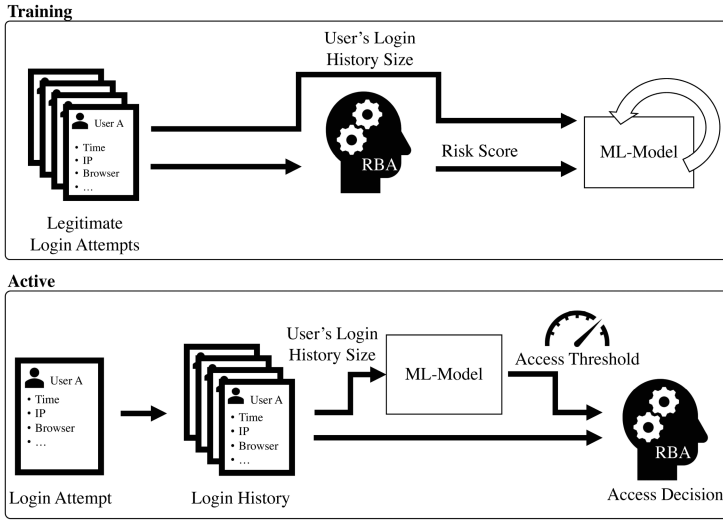 Training
User's Login
History Size
User A
• Time
• IP
• Browser
• ...
RBA
Risk Score
ML-Model
Legitimate
Login Attempts
Active
User's Login
History Size
ML-Model
Access Threshold
User A
• Time
• IP
• Browser
• ...
User A
• Time
• IP
• Browser
• ...
RBA
Login Attempt
Login History
Access Decision